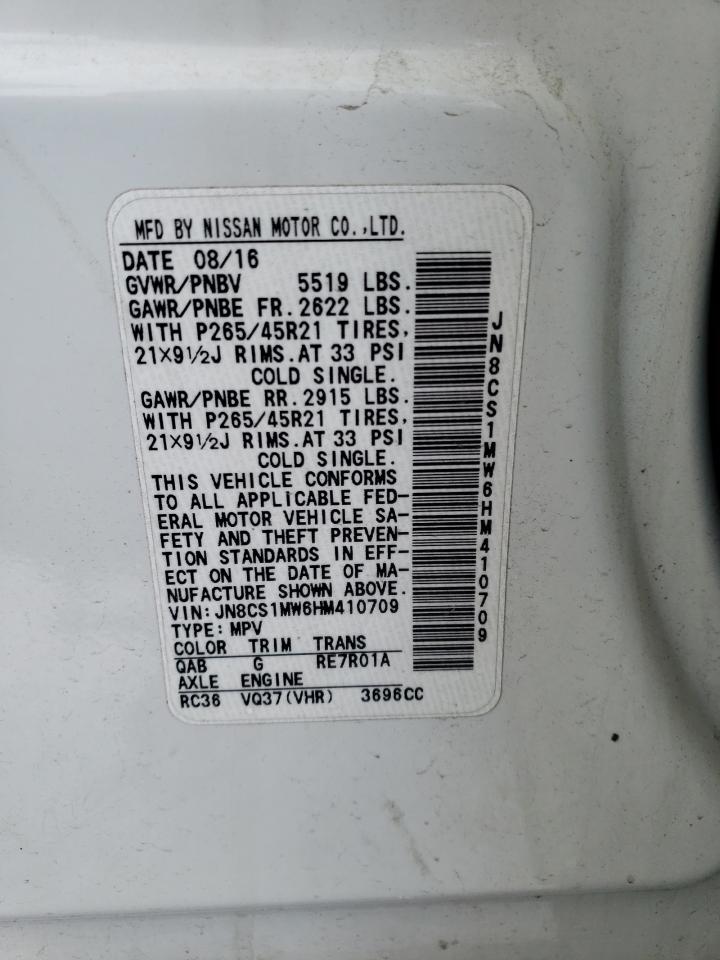 MFD BY NISSAN MOTOR CO.,LTD.
DATE 08/16
GVWR/PNBV 5519 LBS.
GAWR/PNBE FR.2622 LBS.
WITH P265/45R21 TIRES,
21×9½J RIMS.AT 33 PSI
COLD SINGLE.
GAWR/PNBE RR.2915 LBS.
WITH P265/45R21 TIRES,
21×9½J RIMS.AT 33 PSI
COLD SINGLE.
THIS VEHICLE CONFORMS
TO ALL APPLICABLE FED-
ERAL MOTOR VEHICLE SA-
FETY AND THEFT PREVEN-
TION STANDARDS IN EFF-
ECT ON THE DATE OF MA-
NUFACTURE SHOWN ABOVE.
VIN:JN8CS1MW6HM410709
TYPE:MPV
COLOR TRIM TRANS
QAB G RE7R01A
AXLE ENGINE
RC36 VQ37(VHR) 3696CC
JN8CS1MW6HM410709